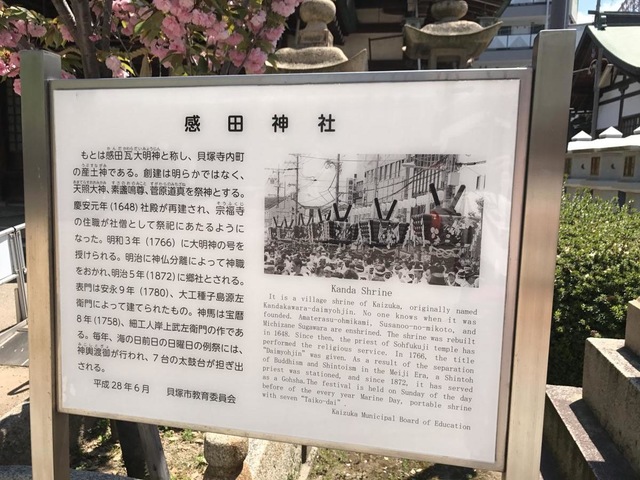 感田神社
もとは感田瓦大明神と称し、貝塚寺内町
の産土神である。創建は明らかではなく、
天照大神、素盞嗚尊、菅原道真を祭神とする。
慶安元年(1648)社殿が再建され、宗福寺
の住職が社僧として祭祀にあたるように
なった。明和3年(1766)に大明神の号を
授けられる。明治に神仏分離によって神職
をおかれ、明治5年(1872)に郷社とされる。
表門は安永9年(1780)、大工種子島源左
衛門によって建てられたもの。神馬は宝暦
8年(1758)、細工人岸上武左衛門の作であ
る。毎年、海の日前日の日曜日の例祭には、
神輿渡御が行われ、7台の太鼓台が担ぎ出
される。
平成28年6月 貝塚市教育委員会
Kanda Shrine
It is a village shrine of Kaizuka, originally named
Kandakawara-daimyohjin. No one knows when it was
founded. Amaterasu-ohmikami, Susanoo-no-mikoto, and
Michizane Sugawara are enshrined. The shrine was rebuilt
in 1648. Since then, the priest of Sohfukuji temple has
performed the religious service. In 1766, the title
"Daimyohjin" was given. As a result of the separation
of Buddhism and Shintoism in the Meiji Era, a Shintoh
priest was stationed, and since 1872, it has served
as a Gohsha.The festival is held on Sunday of the day
before of the every year Marine Day, portable shrine
with seven "Taiko-dai".
Kaizuka Municipal Board of Education